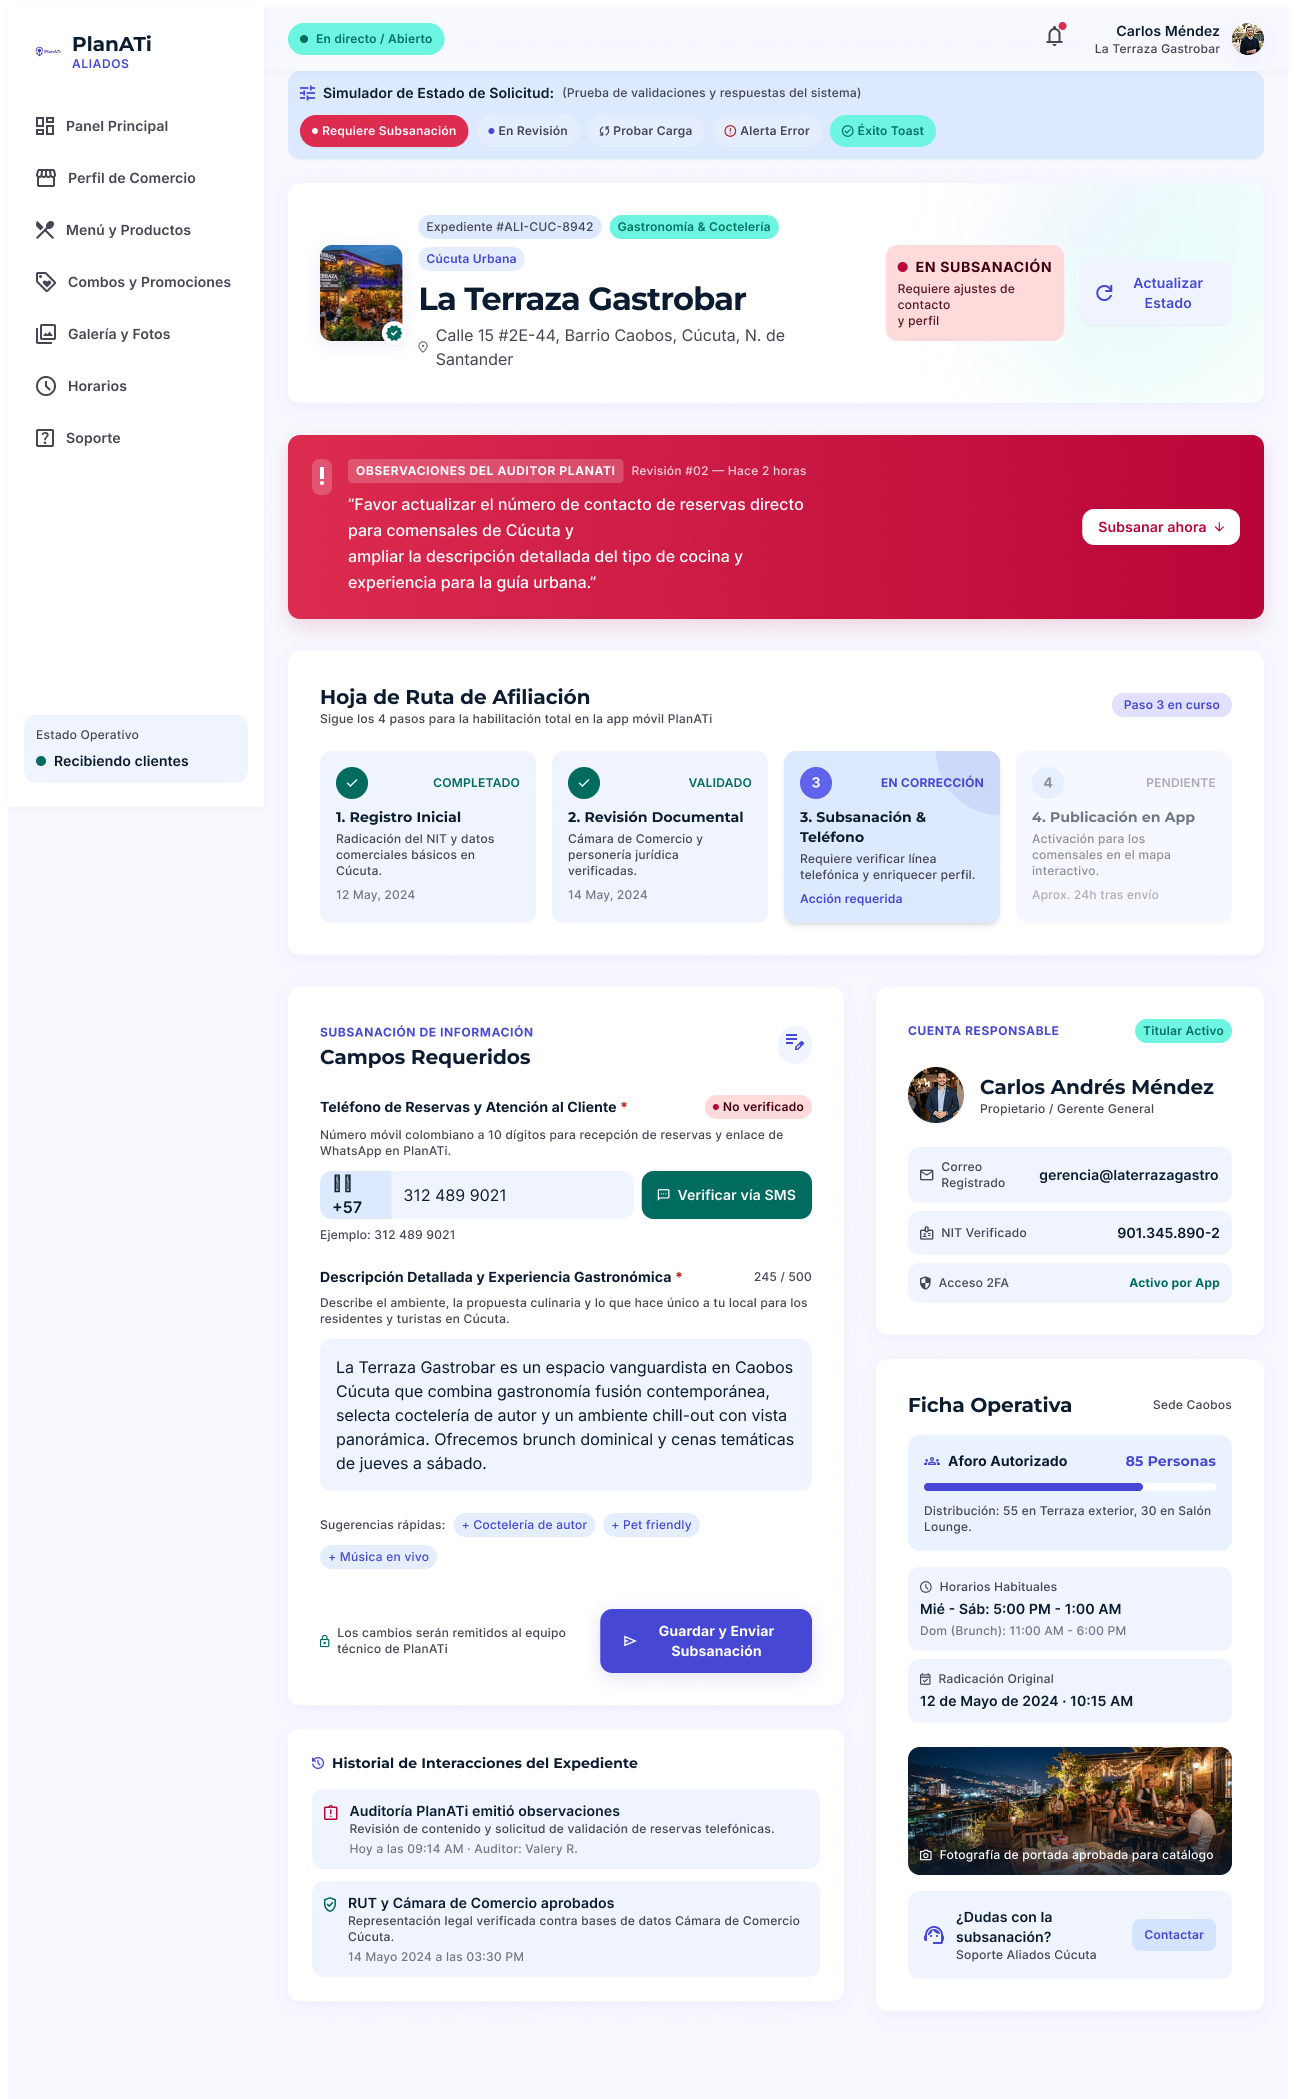 PlanATi
ALIADOS
Panel Principal
Perfil de Comercio
Menú y Productos
Combos y Promociones
Galería y Fotos
Horarios
Soporte
Estado Operativo
Recibiendo clientes
En directo / Abierto
Carlos Méndez
La Terraza Gastrobar
Simulador de Estado de Solicitud: (Prueba de validaciones y respuestas del sistema)
Requiere Subsanación
En Revisión
Probar Carga
Alerta Error
Éxito Toast
Expediente #ALI-CUC-8942
Gastronomía & Coctelería
Cúcuta Urbana
La Terraza Gastrobar
Calle 15 #2E-44, Barrio Caobos, Cúcuta, N. de
Santander
EN SUBSANACIÓN
Requiere ajustes de
contacto
y perfil
Actualizar
Estado
OBSERVACIONES DEL AUDITOR PLANATI
Revisión #02 — Hace 2 horas
“Favor actualizar el número de contacto de reservas directo
para comensales de Cúcuta y
ampliar la descripción detallada del tipo de cocina y
experiencia para la guía urbana.”
Subsanar ahora
Hoja de Ruta de Afiliación
Sigue los 4 pasos para la habilitación total en la app móvil PlanATi
Paso 3 en curso
COMPLETADO
1. Registro Inicial
Radicación del NIT y datos
comerciales básicos en
Cúcuta.
12 May, 2024
VALIDADO
2. Revisión Documental
Cámara de Comercio y
personería jurídica
verificadas.
14 May, 2024
3
EN CORRECCIÓN
3. Subsanación &
Teléfono
Requiere verificar línea
telefónica y enriquecer perfil.
Acción requerida
4
PENDIENTE
4. Publicación en App
Activación para los
comensales en el mapa
interactivo.
Aprox. 24h tras envío
SUBSANACIÓN DE INFORMACIÓN
Campos Requeridos
Teléfono de Reservas y Atención al Cliente *
No verificado
Número móvil colombiano a 10 dígitos para recepción de reservas y enlace de
WhatsApp en PlanATi.
+57
312 489 9021
Verificar vía SMS
Ejemplo: 312 489 9021
Descripción Detallada y Experiencia Gastronómica *
245 / 500
Describe el ambiente, la propuesta culinaria y lo que hace único a tu local para los
residentes y turistas en Cúcuta.
La Terraza Gastrobar es un espacio vanguardista en Caobos
Cúcuta que combina gastronomía fusión contemporánea,
selecta coctelería de autor y un ambiente chill-out con vista
panorámica. Ofrecemos brunch dominical y cenas temáticas
de jueves a sábado.
Sugerencias rápidas:
+ Coctelería de autor
+ Pet friendly
+ Música en vivo
Los cambios serán remitidos al equipo
técnico de PlanATi
Guardar y Enviar
Subsanación
Historial de Interacciones del Expediente
Auditoría PlanATi emitió observaciones
Revisión de contenido y solicitud de validación de reservas telefónicas.
Hoy a las 09:14 AM · Auditor: Valery R.
RUT y Cámara de Comercio aprobados
Representación legal verificada contra bases de datos Cámara de Comercio
Cúcuta.
14 Mayo 2024 a las 03:30 PM
CUENTA RESPONSABLE
Titular Activo
Carlos Andrés Méndez
Propietario / Gerente General
Correo
Registrado
gerencia@laterrazagastro
NIT Verificado
901.345.890-2
Acceso 2FA
Activo por App
Ficha Operativa
Sede Caobos
Aforo Autorizado
85 Personas
Distribución: 55 en Terraza exterior, 30 en Salón
Lounge.
Horarios Habituales
Mié - Sáb: 5:00 PM - 1:00 AM
Dom (Brunch): 11:00 AM - 6:00 PM
Radicación Original
12 de Mayo de 2024 · 10:15 AM
Fotografía de portada aprobada para catálogo
¿Dudas con la
subsanación?
Soporte Aliados Cúcuta
Contactar